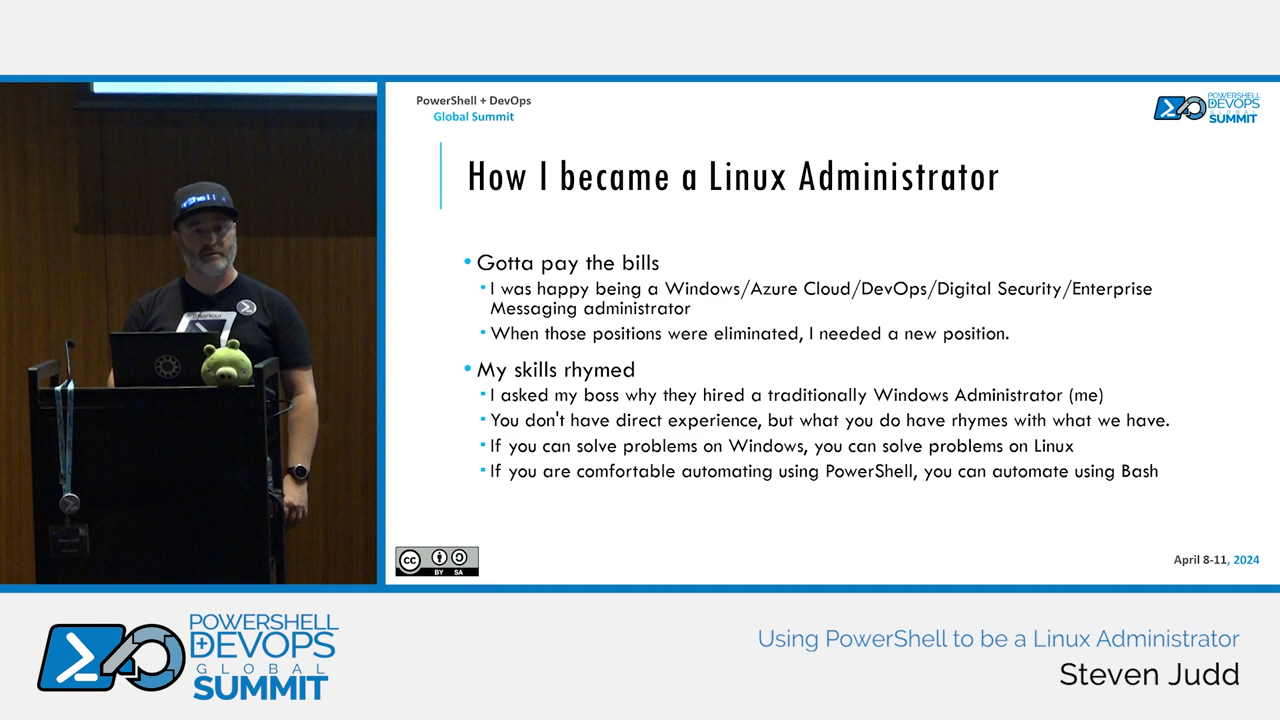 PowerShell + DevOps
Global Summit
POWERSHELL
DEVOPS
GLOBAL
SUMMIT
How I became a Linux Administrator
• Gotta pay the bills
▪ I was happy being a Windows/Azure Cloud/DevOps/Digital Security/Enterprise
Messaging administrator
▪ When those positions were eliminated, I needed a new position.
• My skills rhymed
▪ I asked my boss why they hired a traditionally Windows Administrator (me)
▪ You don't have direct experience, but what you do have rhymes with what we have.
▪ If you can solve problems on Windows, you can solve problems on Linux
▪ If you are comfortable automating using PowerShell, you can automate using Bash
cc
BY SA
April 8-11, 2024
POWERSHELL
+DEVOPS
GLOBAL
SUMMIT
Using PowerShell to be a Linux Administrator
Steven Judd